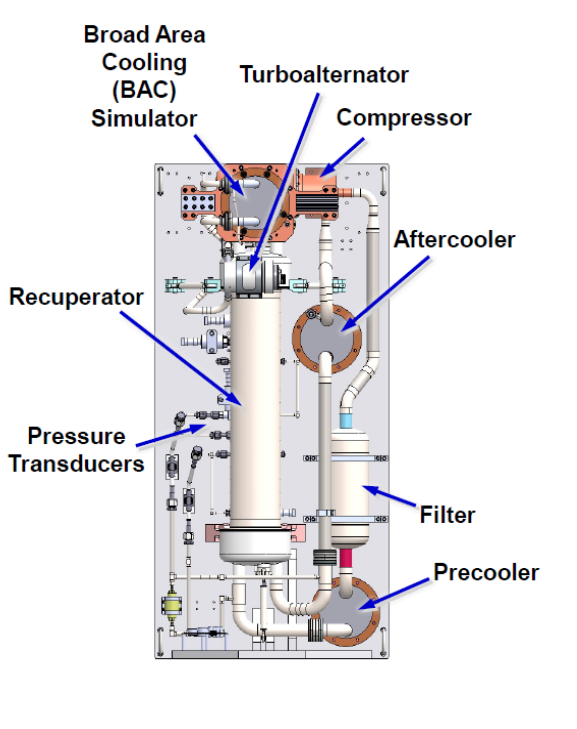 Broad Area
Cooling
(BAC)
Simulator
Turboalternator
Compressor
Aftercooler
Recuperator
Pressure
Transducers
Filter
Precooler